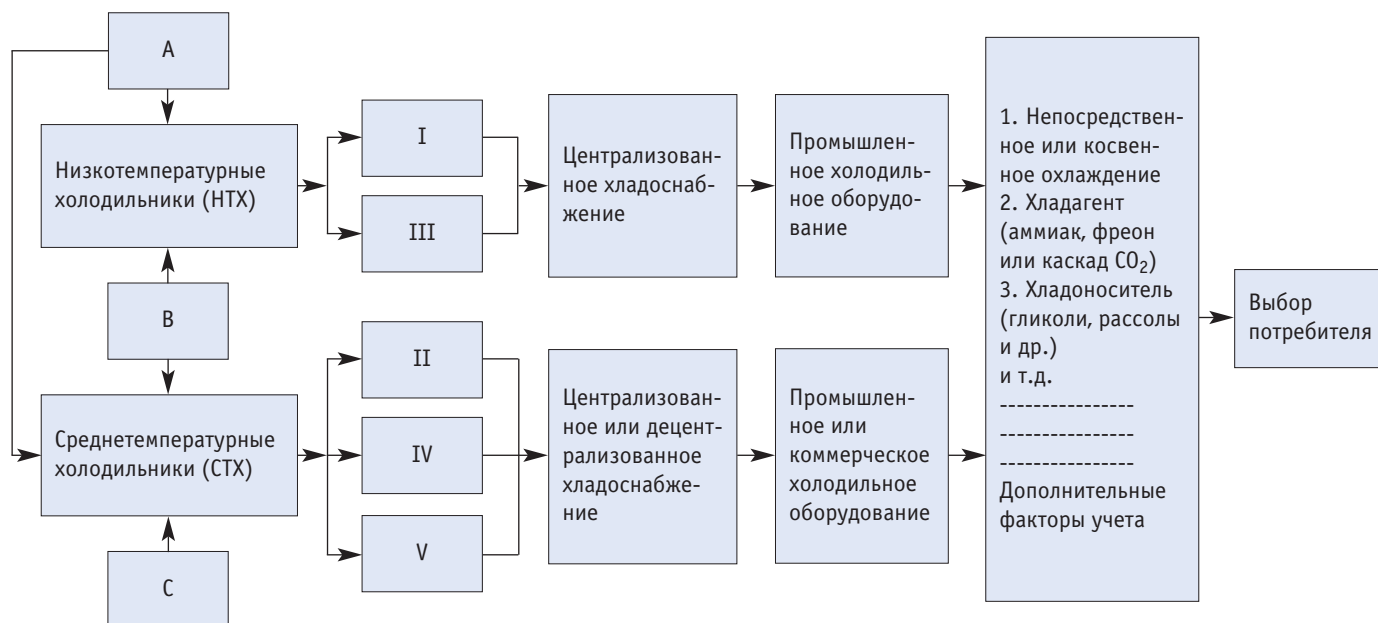 A
Низкотемпературные
холодильники (НТХ)
B
Среднетемпературные
холодильники (СТХ)
C
I
III
II
IV
V
Централизован-
ное хладоснаб-
жение
Централизован-
ное или децент-
рализованное
хладоснабже-
ние
Промышлен-
ное холодиль-
ное оборудо-
вание
Промышлен-
ное или
коммерческое
холодильное
оборудование
1. Непосредствен-
ное или косвен-
ное охлаждение
2. Хладагент
(аммиак, фреон
или каскад CO₂)
3. Хладоноситель
(гликоли, рассолы
и др.)
и т.д.
----------------
----------------
----------------
Дополнительные
факторы учета
Выбор
потребителя